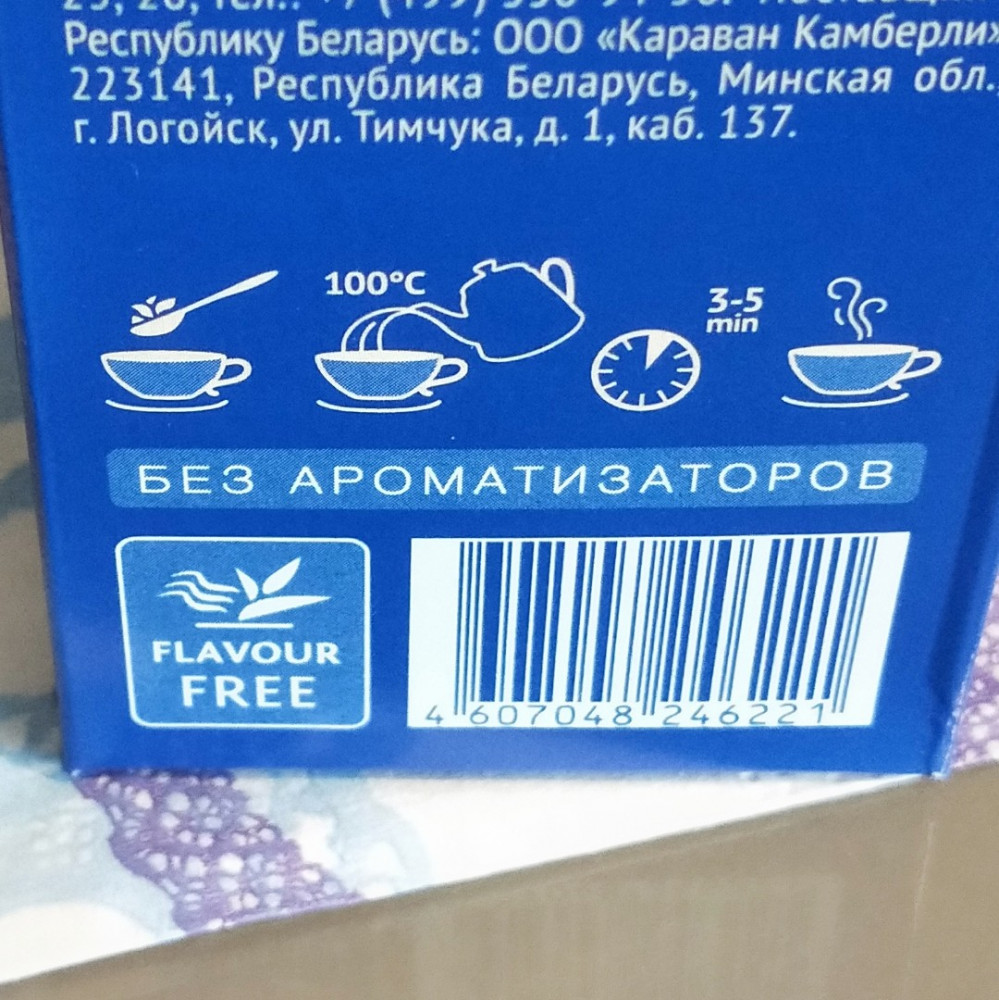 Республику Беларусь: ООО «Караван Камберли»
223141, Республика Беларусь, Минская обл.,
г. Логойск, ул. Тимчука, д. 1, каб. 137.
100°C
3-5
min
БЕЗ АРОМАТИЗАТОРОВ
FLAVOUR
FREE
4 607048 246221